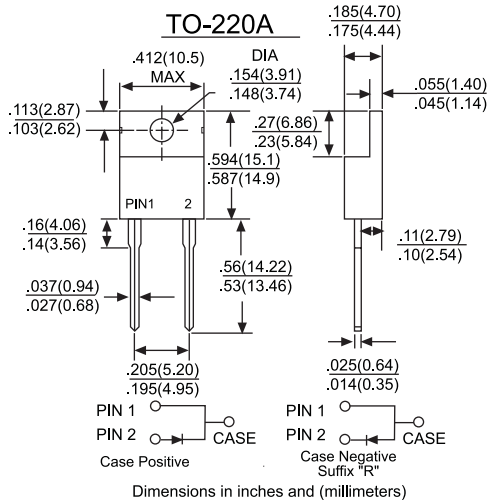 TO-220A
.185(4.70)
.175(4.44)
.412(10.5)
MAX
DIA
.154(3.91)
.148(3.74)
.055(1.40)
.045(1.14)
.113(2.87)
.103(2.62)
.27(6.86)
.23(5.84)
.594(15.1)
.587(14.9)
PIN1 2
.16(4.06)
.14(3.56)
.11(2.79)
.10(2.54)
.56(14.22)
.53(13.46)
.037(0.94)
.027(0.68)
.205(5.20)
.195(4.95)
.025(0.64)
.014(0.35)
PIN 1
PIN 2
CASE
Case Positive
PIN 1
PIN 2
CASE
Case Negative
Suffix "R"
Dimensions in inches and (millimeters)